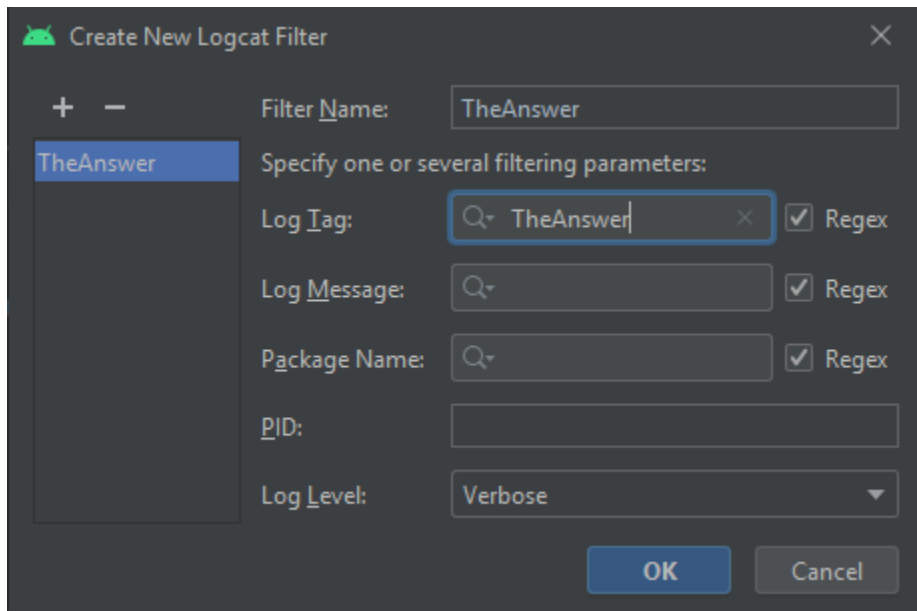 Create New Logcat Filter
Filter Name: TheAnswer
TheAnswer
Specify one or several filtering parameters:
Log Tag: TheAnswer Regex
Log Message: Regex
Package Name: Regex
PID:
Log Level: Verbose
OK Cancel